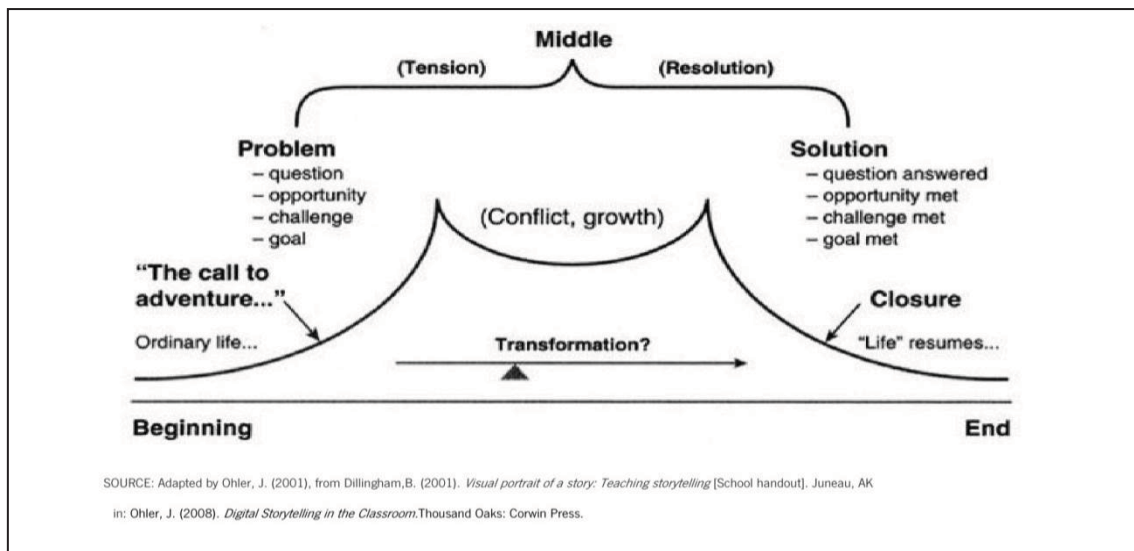 Middle
(Tension)
(Resolution)
Problem
– question
– opportunity
– challenge
– goal
Solution
– question answered
– opportunity met
– challenge met
– goal met
(Conflict, growth)
“The call to
adventure...”
Closure
Ordinary life...
Transformation?
“Life” resumes...
Beginning
End
SOURCE: Adapted by Ohler, J. (2001), from Dillingham,B. (2001). Visual portrait of a story: Teaching storytelling [School handout]. Juneau, AK
in: Ohler, J. (2008). Digital Storytelling in the Classroom.Thousand Oaks: Corwin Press.